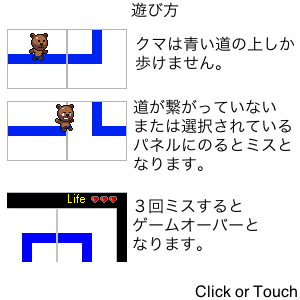 遊び方
クマは青い道の上しか
歩けません。
道が繋がっていない
または選択されている
パネルにのるとミスと
なります。
Life
３回ミスすると
ゲームオーバーと
なります。
Click or Touch